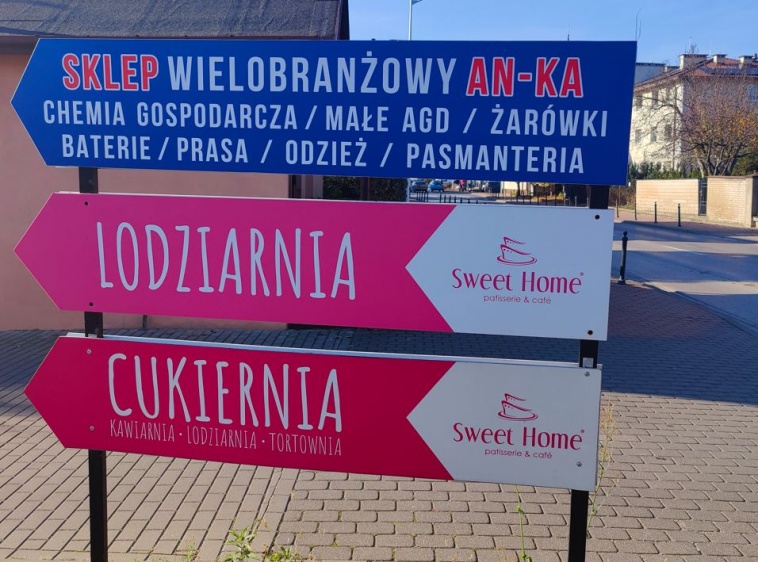 SKLEP WIELOBRANŻOWY AN-KA
CHEMIA GOSPODARCZA / MAŁE AGD / ŻARÓWKI
BATERIE / PRASA / ODZIEŻ / PASMANTERIA
LODZIARNIA
Sweet Home®
patisserie & café
CUKIERNIA
KAWIARNIA · LODZIARNIA · TORTOWNIA
Sweet Home®
patisserie & café